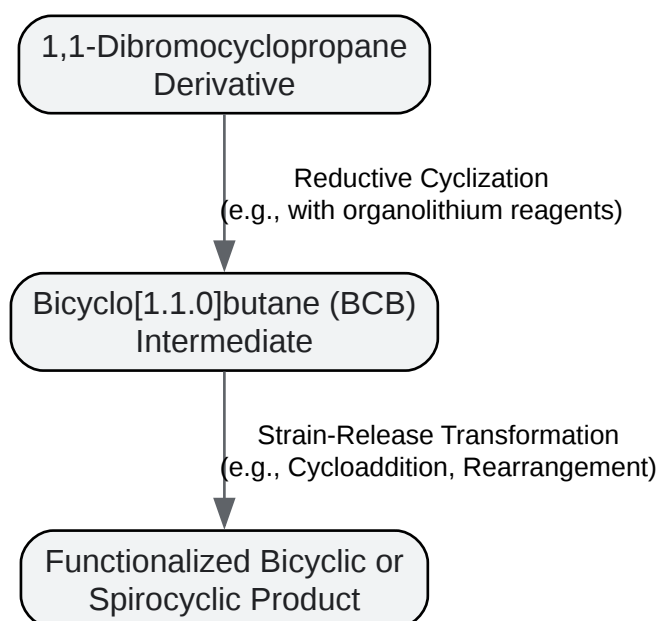 1,1-Dibromocyclopropane
Derivative
Reductive Cyclization
(e.g., with organolithium reagents)
Bicyclo[1.1.0]butane (BCB)
Intermediate
Strain-Release Transformation
(e.g., Cycloaddition, Rearrangement)
Functionalized Bicyclic or
Spirocyclic Product